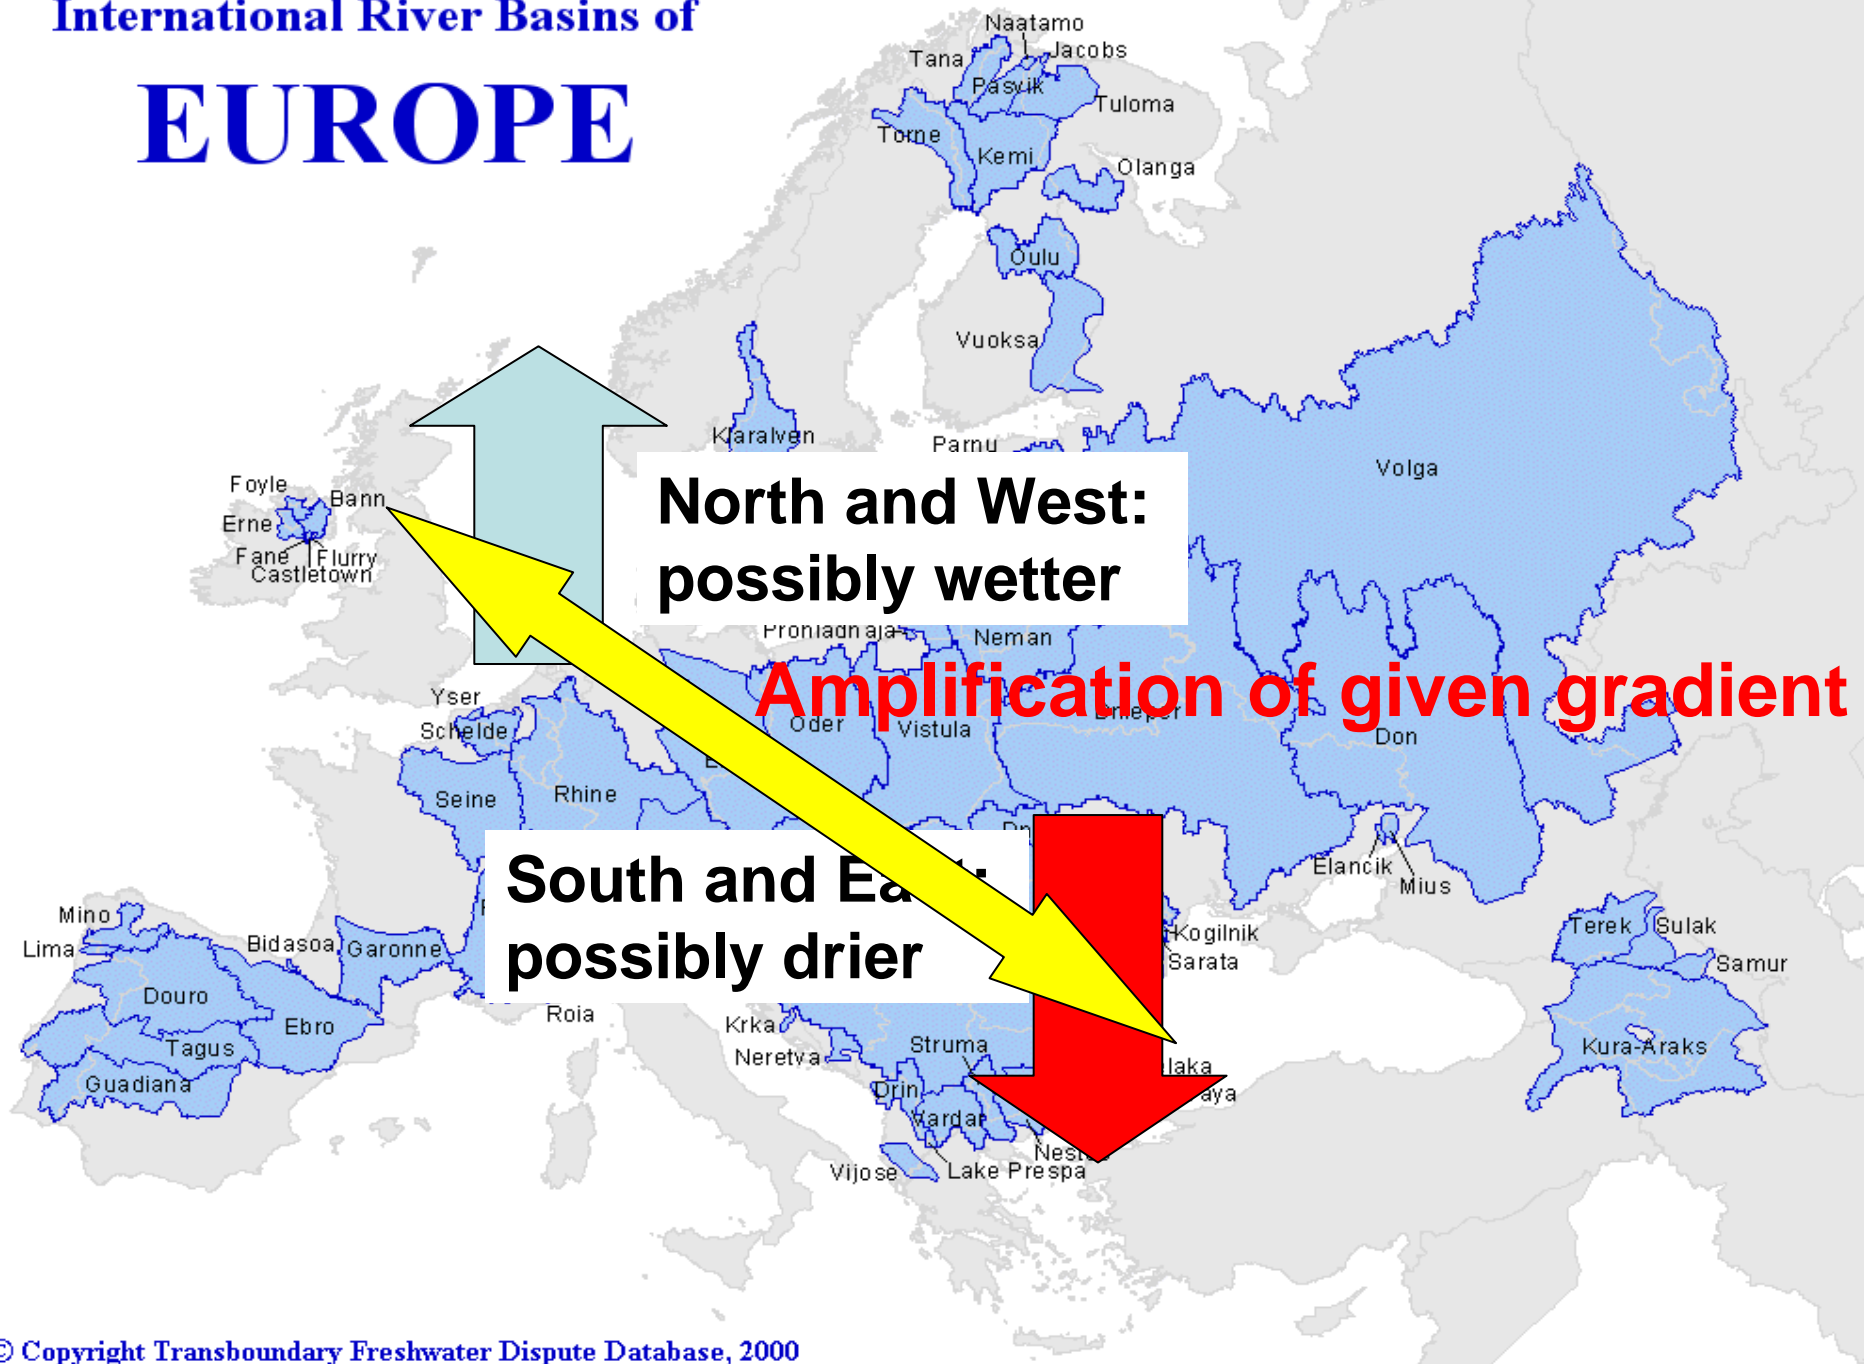 International River Basins of
EUROPE
Naatamo
Tana
Jacobs
Pasvik
Tuloma
Torne
Kemi
Olanga
Oulu
Vuoksa
Klaralven
Parnu
Volga
Foyle
Bann
Erne
Fane
Flurry
Castletown
North and West:
possibly wetter
Prohladnaja
Neman
Amplification of given gradient
Yser
Schelde
Oder
Vistula
Dnieper
Don
Seine
Rhine
South and East:
possibly drier
Elancik
Mius
Mino
Lima
Bidasoa
Garonne
Kogilnik
Sarata
Terek
Sulak
Samur
Douro
Ebro
Roia
Krka
Tagus
Neretva
Struma
Kura-Araks
Guadiana
Drin
Vardar
Vijose
Lake Prespa
© Copyright Transboundary Freshwater Dispute Database, 2000